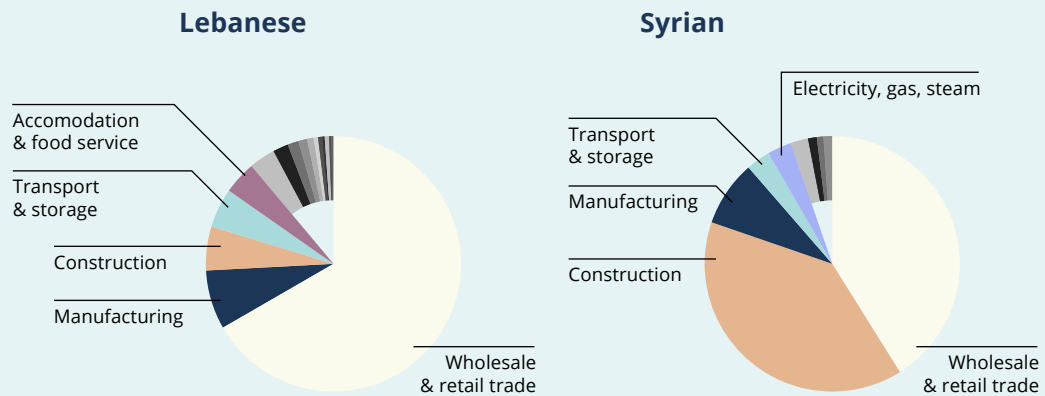 Lebanese
Accomodation
& food service
Transport
& storage
Construction
Manufacturing
Wholesale
& retail trade
Syrian
Electricity, gas, steam
Transport
& storage
Manufacturing
Construction
Wholesale
& retail trade